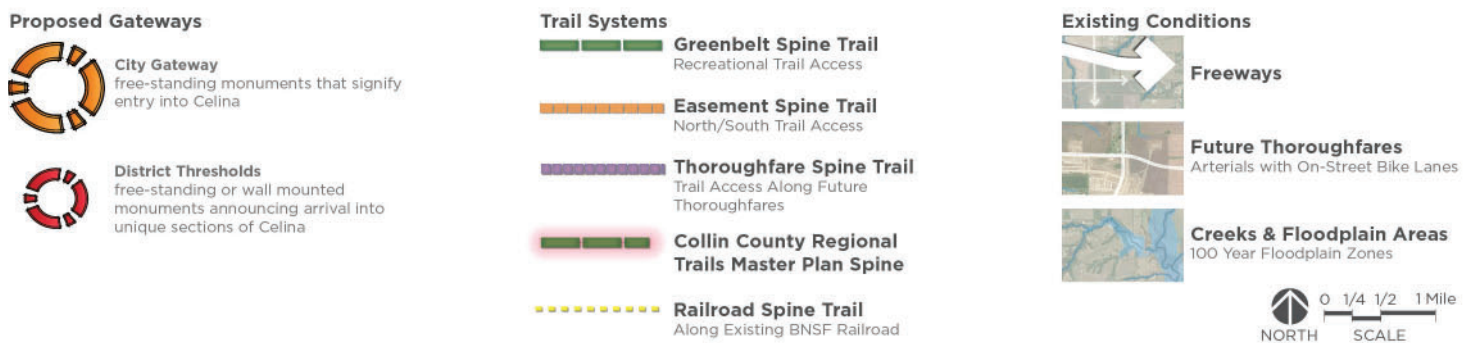 Proposed Gateways
City Gateway
free-standing monuments that signify
entry into Celina
District Thresholds
free-standing or wall mounted
monuments announcing arrival into
unique sections of Celina
Trail Systems
Greenbelt Spine Trail
Recreational Trail Access
Easement Spine Trail
North/South Trail Access
Thoroughfare Spine Trail
Trail Access Along Future
Thoroughfares
Collin County Regional
Trails Master Plan Spine
Railroad Spine Trail
Along Existing BNSF Railroad
Existing Conditions
Freeways
Future Thoroughfares
Arterials with On-Street Bike Lanes
Creeks & Floodplain Areas
100 Year Floodplain Zones
0 1/4 1/2 1 Mile
NORTH SCALE